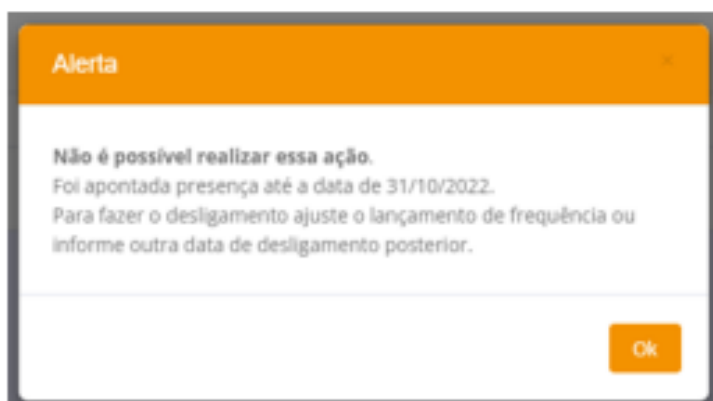 Alerta
×
Não é possível realizar essa ação.
Foi apontada presença até a data de 31/10/2022.
Para fazer o desligamento ajuste o lançamento de frequência ou
informe outra data de desligamento posterior.
Ok